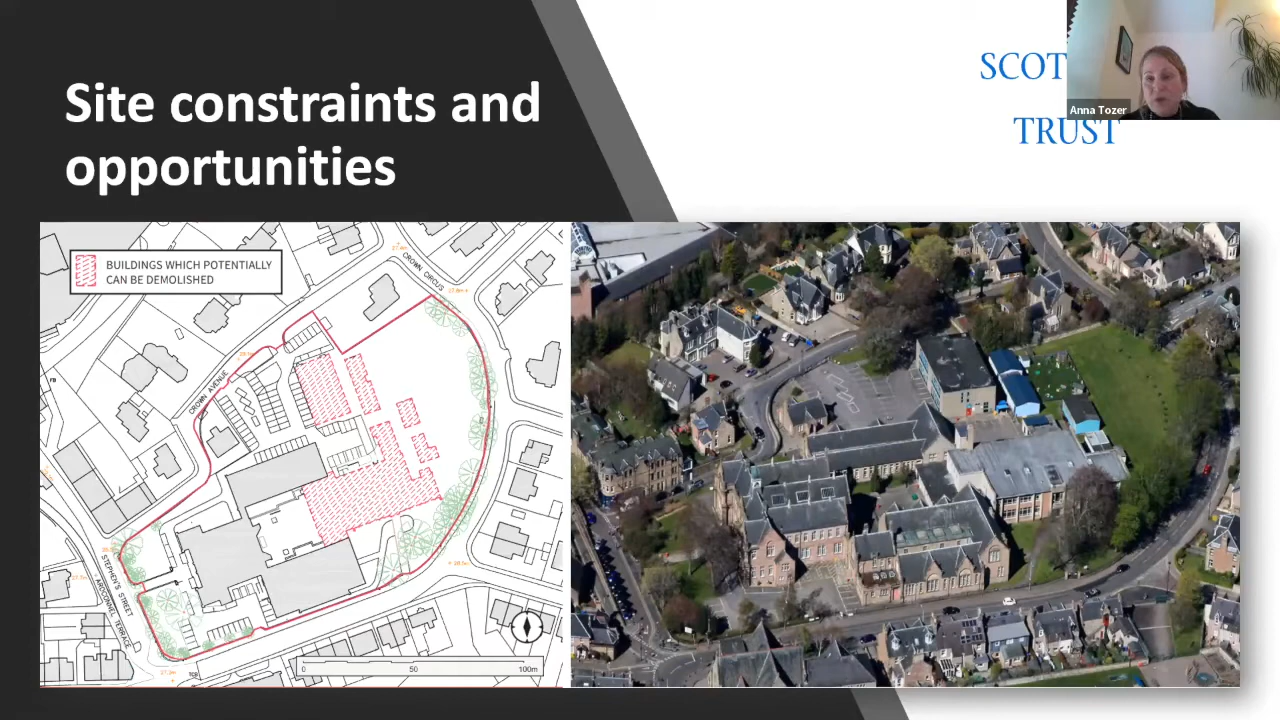 Site constraints and
opportunities
SCOT
TRUST
Anna Tozer
BUILDINGS WHICH POTENTIALLY
CAN BE DEMOLISHED
CROWN CIRCUS
CROWN AVENUE
STEPHEN'S STREET
ARDCONNEL TERRACE
TCB
0 50 100m